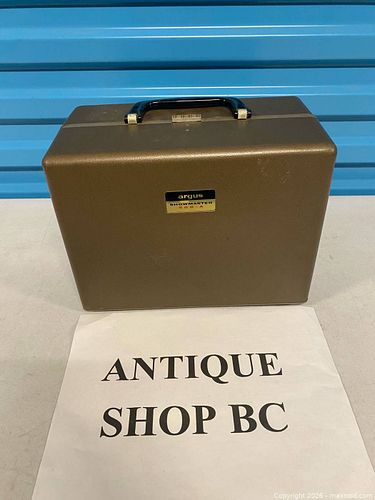 argus
SHOWMASTER
ANTIQUE
SHOP BC
Copyright 2026 - maxsold.com